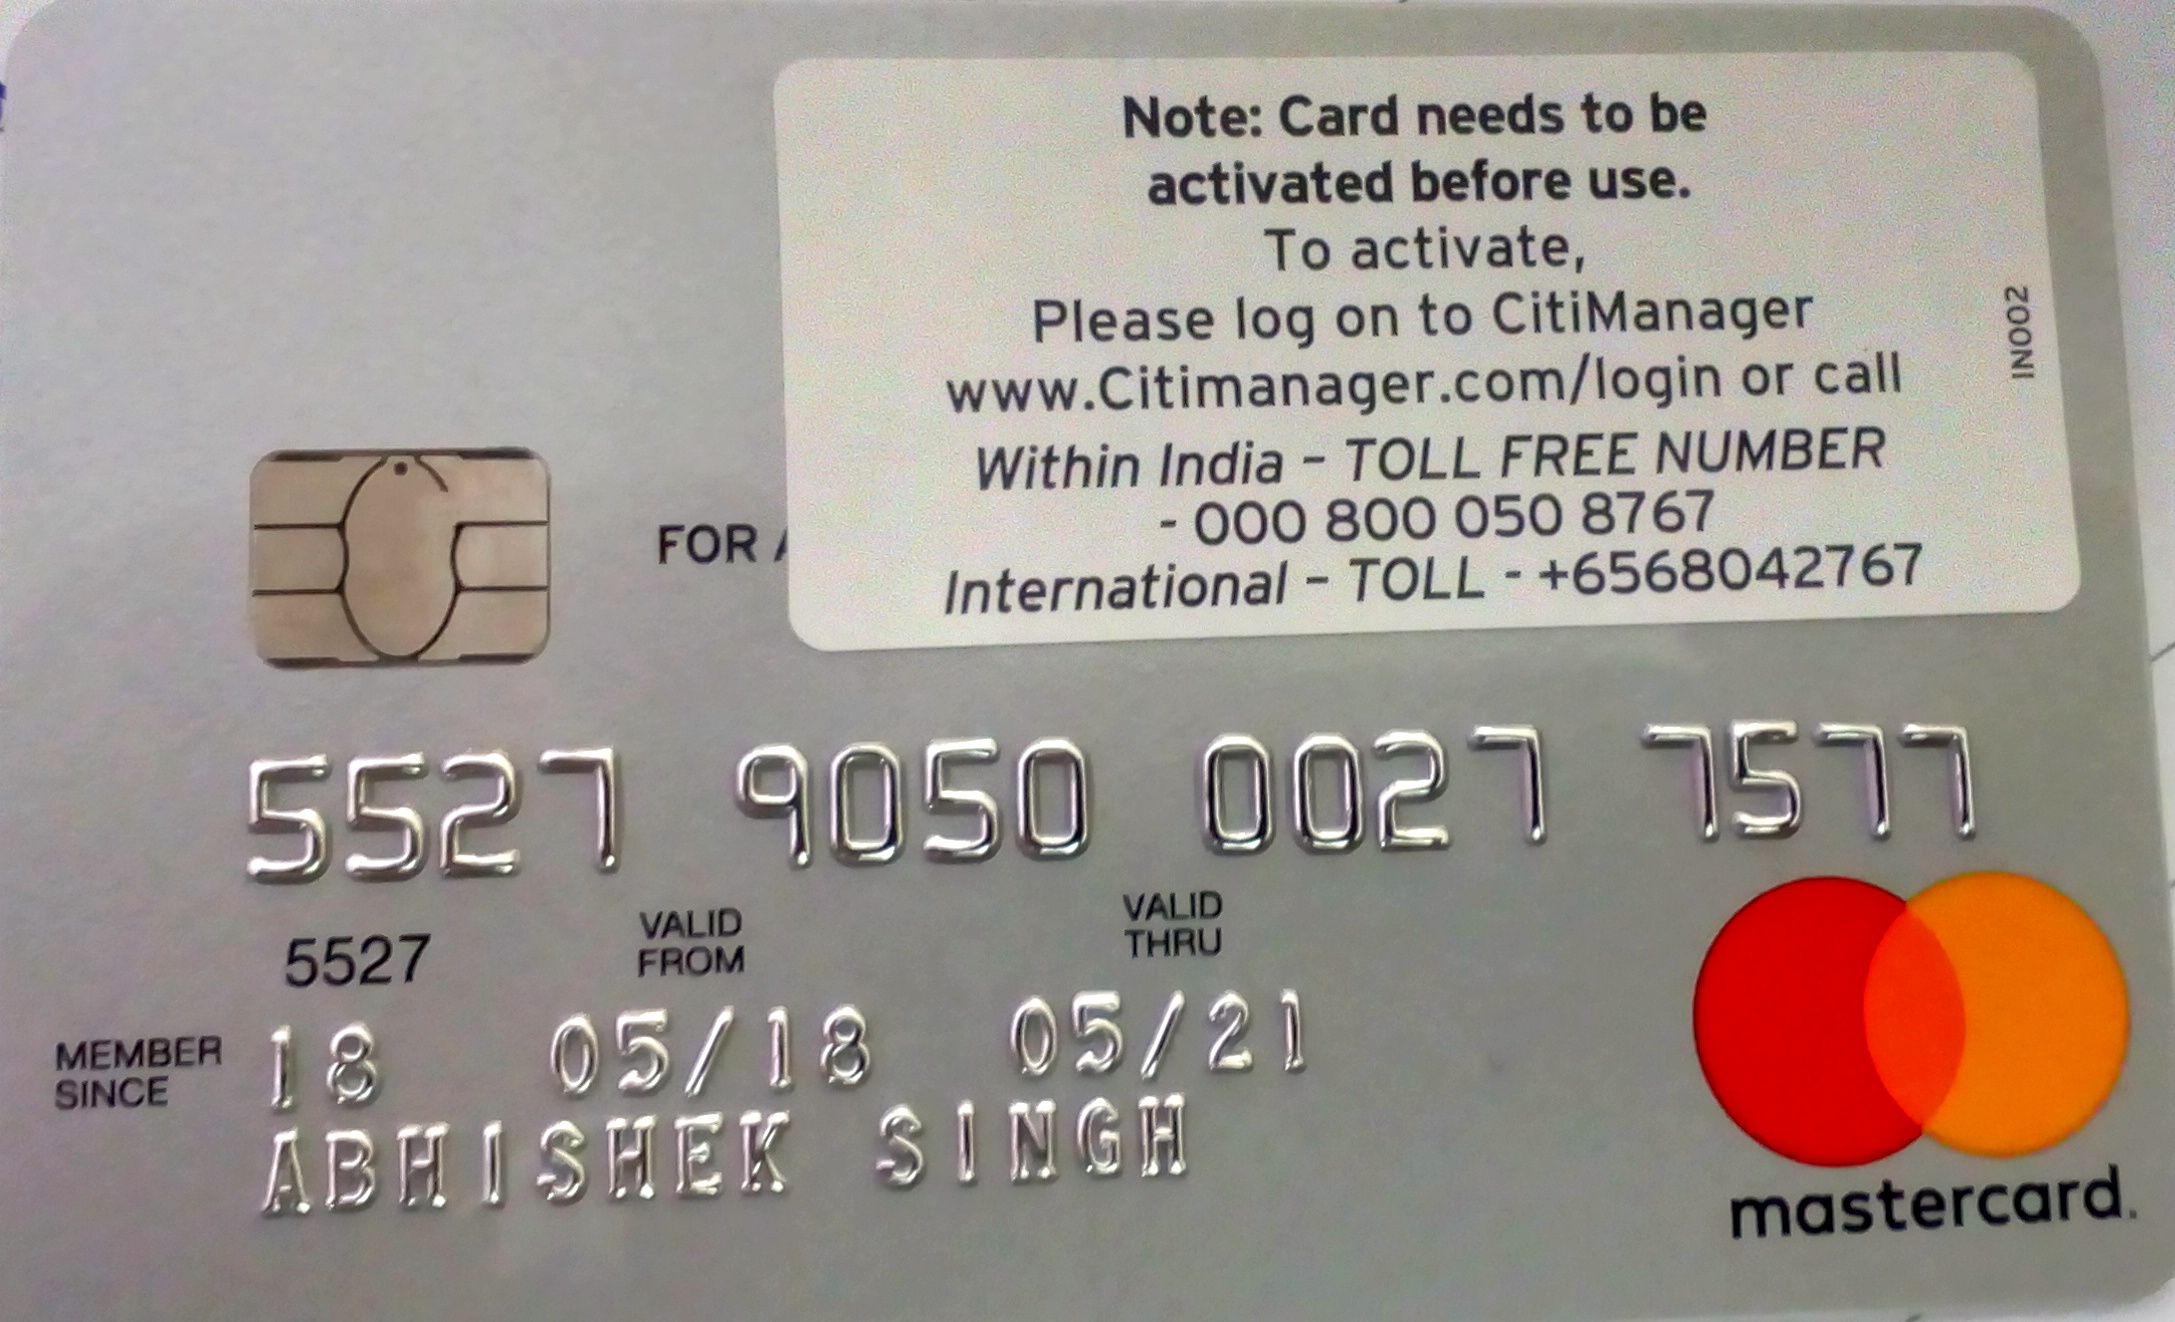 Note: Card needs to be
activated before use.
To activate,
Please log on to CitiManager
www.Citimanager.com/login or call
Within India - TOLL FREE NUMBER
- 000 800 050 8767
International - TOLL - +6568042767
IN002
FOR
5527 9050 0027 7577
5527
VALID
FROM
VALID
THRU
MEMBER
SINCE
18 05/18 05/21
ABHISHEK SINGH
mastercard.